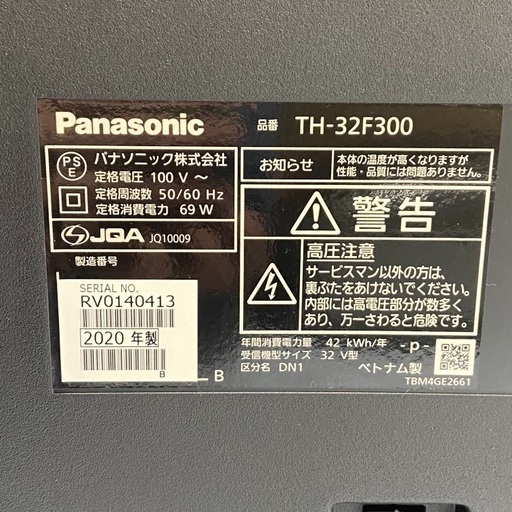 Panasonic 品番 TH-32F300
PS
E
パナソニック株式会社
定格電圧 100 V ～
定格周波数 50/60 Hz
定格消費電力 69 W
JQA JQ10009
製造番号
SERIAL NO.
RV0140413
2020 年製
B
B
お知らせ
本体の温度が高くなりますが
性能・品質には問題ありません。
警告
高圧注意
サービスマン以外の方は、
裏ぶたをあけないでください。
内部には高電圧部分が数多く
あり、万一さわると危険です。
年間消費電力量 42 kWh/年
受信機型サイズ 32 V型
区分名 DN1
-p-
ベトナム製
TBM4GE2661